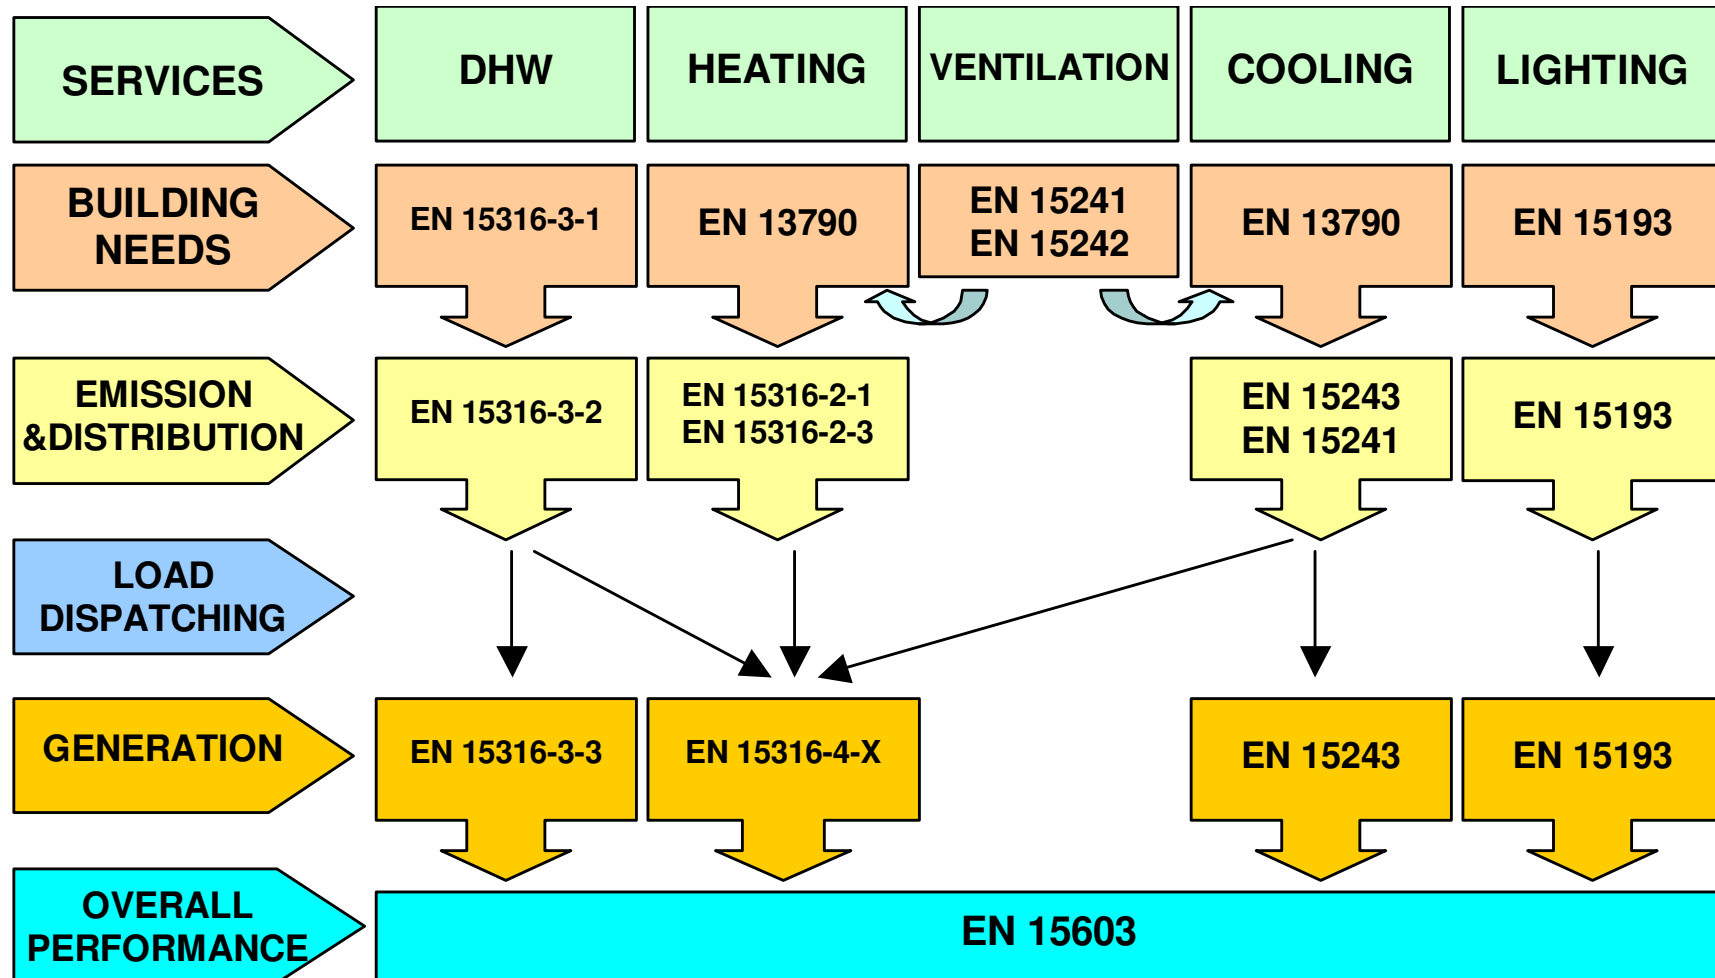 SERVICES
DHW
HEATING
VENTILATION
COOLING
LIGHTING
BUILDING
NEEDS
EN 15316-3-1
EN 13790
EN 15241
EN 15242
EN 13790
EN 15193
EMISSION
&DISTRIBUTION
EN 15316-3-2
EN 15316-2-1
EN 15316-2-3
EN 15243
EN 15241
EN 15193
LOAD
DISPATCHING
GENERATION
EN 15316-3-3
EN 15316-4-X
EN 15243
EN 15193
OVERALL
PERFORMANCE
EN 15603